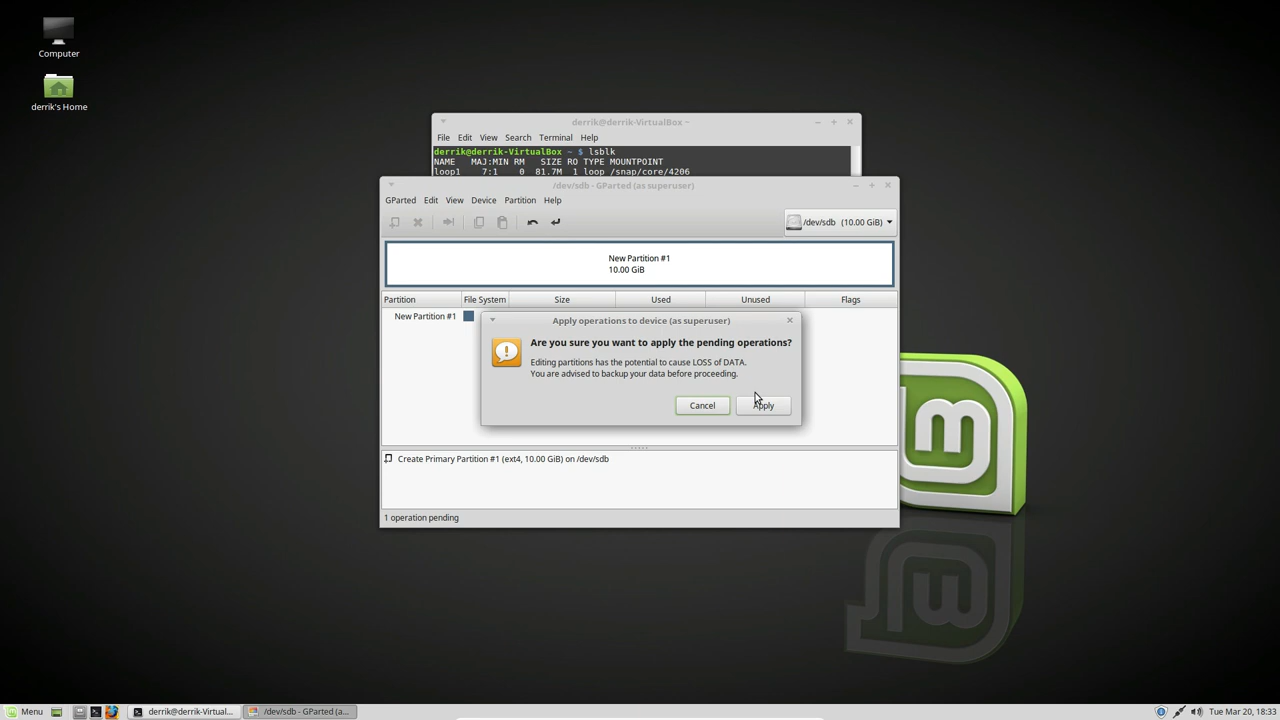 Computer
derrik's Home
derrik@derrik-VirtualBox ~
File Edit View Search Terminal Help
derrik@derrik-VirtualBox ~ $ lsblk
NAME MAJ:MIN RM SIZE RO TYPE MOUNTPOINT
loop1 7:1 0 81.7M 1 loop /snap/core/4206
/dev/sdb - GParted (as superuser)
GParted Edit View Device Partition Help
/dev/sdb (10.00 GiB)
New Partition #1
10.00 GiB
Partition File System Size Used Unused Flags
New Partition #1
Apply operations to device (as superuser)
Are you sure you want to apply the pending operations?
Editing partitions has the potential to cause LOSS of DATA.
You are advised to backup your data before proceeding.
Cancel Apply
Create Primary Partition #1 (ext4, 10.00 GiB) on /dev/sdb
1 operation pending
Menu derrik@derrik-Virtual... /dev/sdb - GParted (a... Tue Mar 20, 18:33